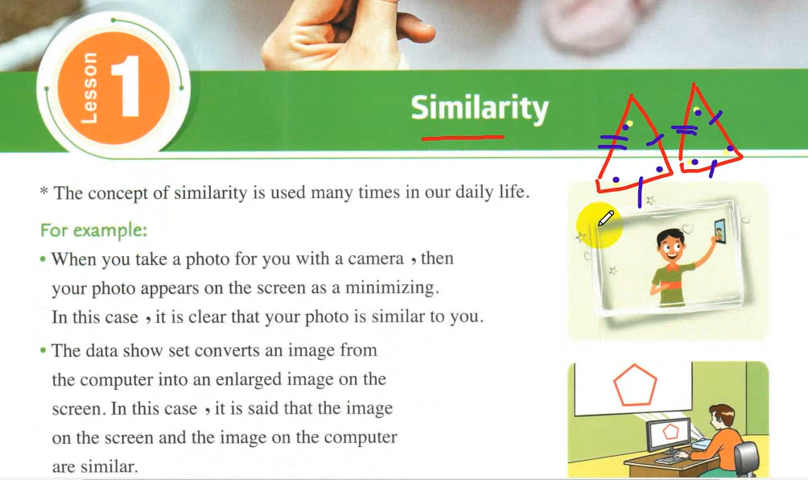 Lesson
1
Similarity
* The concept of similarity is used many times in our daily life.
For example:
• When you take a photo for you with a camera , then
your photo appears on the screen as a minimizing.
In this case , it is clear that your photo is similar to you.
• The data show set converts an image from
the computer into an enlarged image on the
screen. In this case , it is said that the image
on the screen and the image on the computer
are similar.